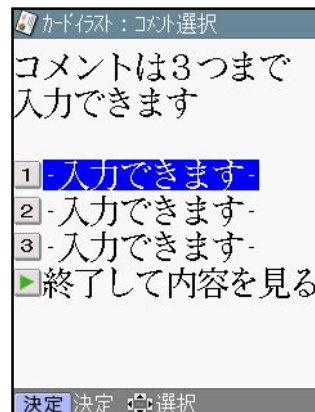 カードイラスト：コメント選択
コメントは３つまで
入力できます
1 -入力できます-
2 -入力できます-
3 -入力できます-
終了して内容を見る
決定 決定 選択